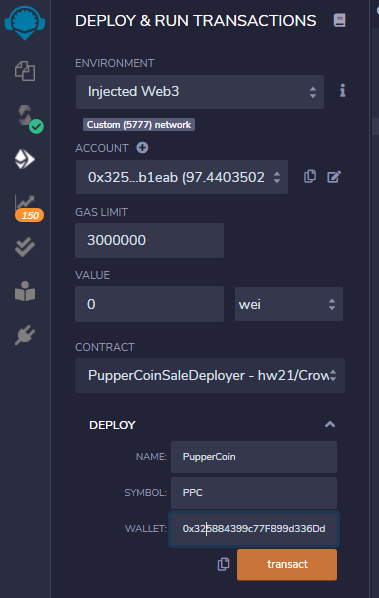 DEPLOY & RUN TRANSACTIONS
ENVIRONMENT
Injected Web3
Custom (5777) network
ACCOUNT
0x325...b1eab (97.4403502
GAS LIMIT
3000000
150
VALUE
0 wei
CONTRACT
PupperCoinSaleDeployer - hw21/Crow
DEPLOY
NAME: PupperCoin
SYMBOL: PPC
WALLET: 0x325884399c77F899d336Dd
transact